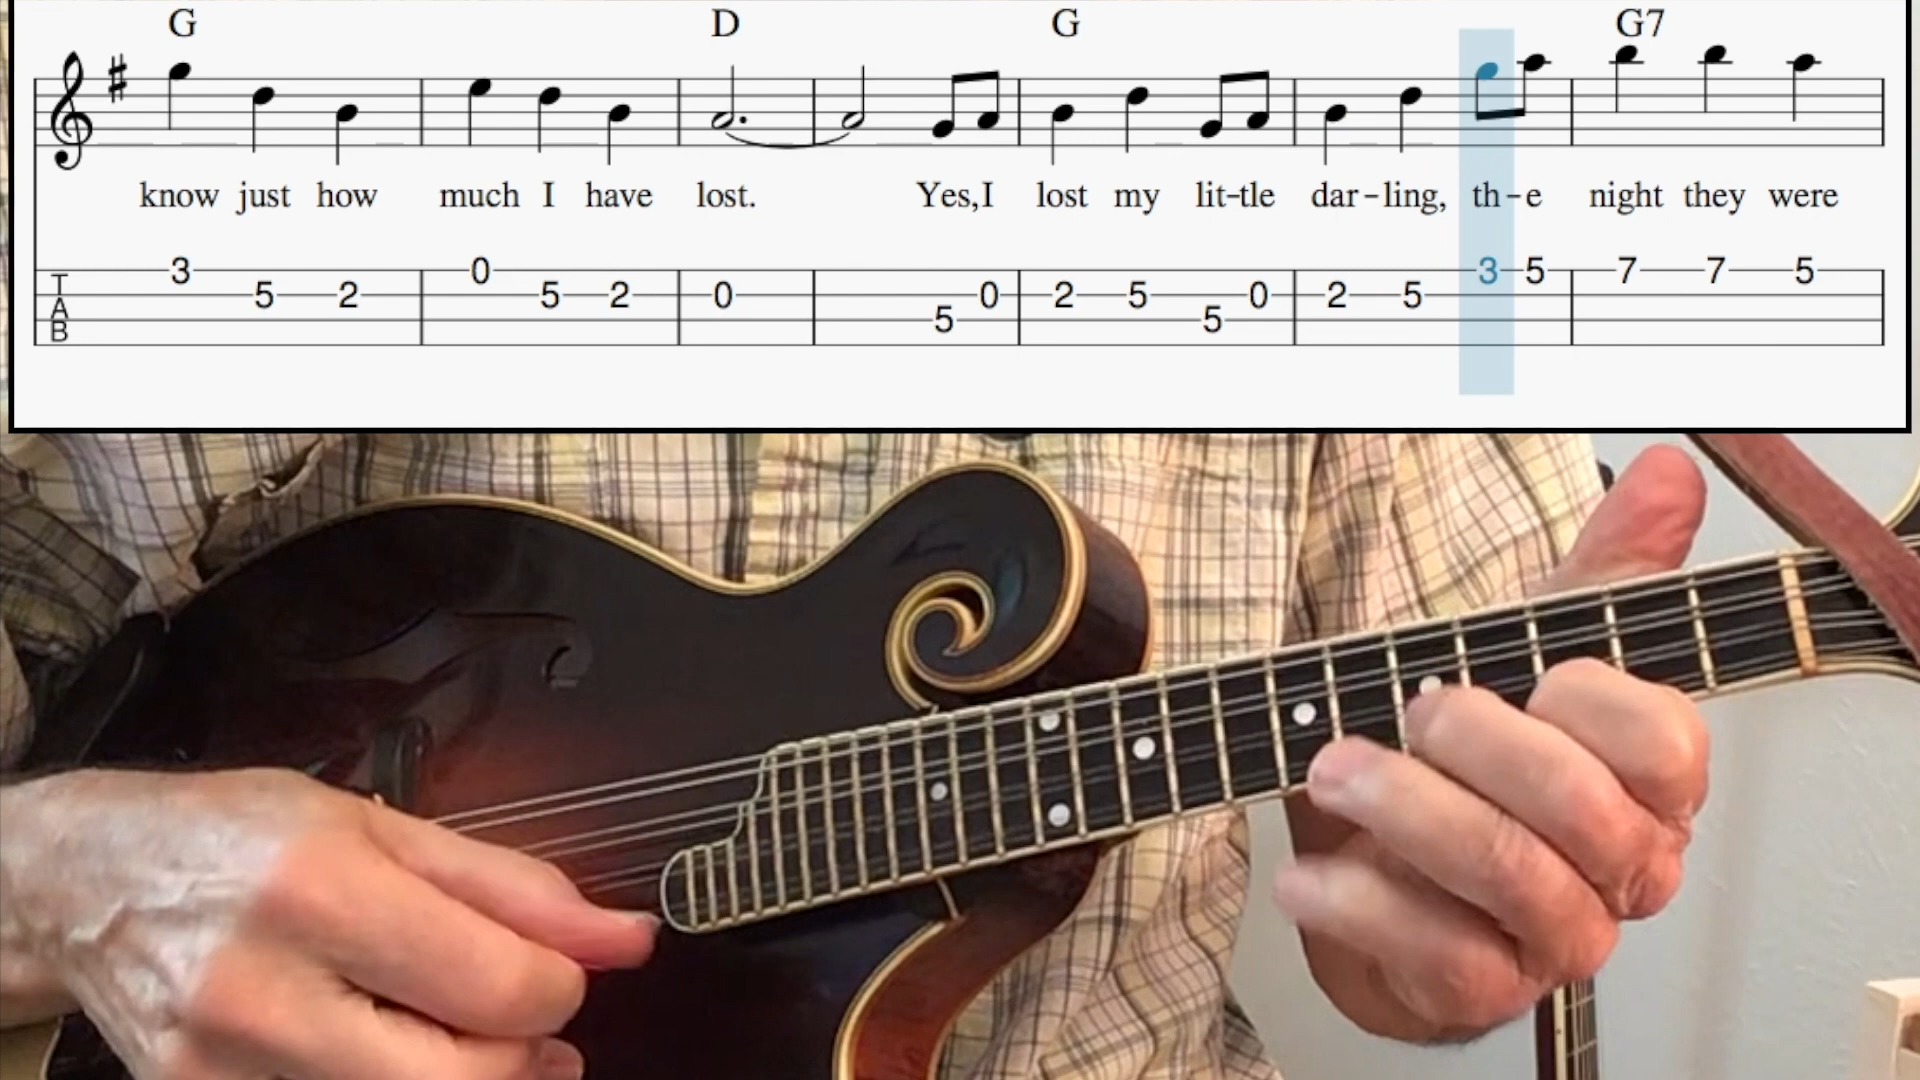 G D G G7
know just how much I have lost. Yes,I lost my lit-tle dar-ling, th-e night they were
3 0 3 5 7 7 5
T 5 2 5 2 0 0 2 5 0 2 5
A 5 5
B